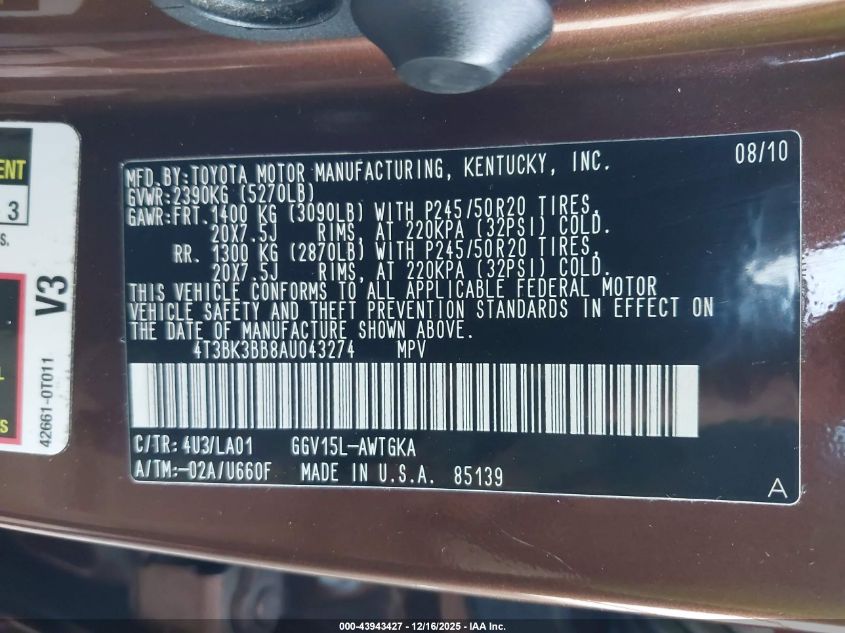 ENT
3
S.
V3
42661-0T011
L
S
MFD.BY:TOYOTA MOTOR MANUFACTURING, KENTUCKY, INC. 08/10
GVWR:2390KG (5270LB)
GAWR:FRT.1400 KG (3090LB) WITH P245/50R20 TIRES,
20X7.5J RIMS, AT 220KPA (32PSI) COLD.
RR. 1300 KG (2870LB) WITH P245/50R20 TIRES,
20X7.5J RIMS, AT 220KPA (32PSI) COLD.
THIS VEHICLE CONFORMS TO ALL APPLICABLE FEDERAL MOTOR
VEHICLE SAFETY AND THEFT PREVENTION STANDARDS IN EFFECT ON
THE DATE OF MANUFACTURE SHOWN ABOVE.
4T3BK3BB8AU043274 MPV
C/TR:4U3/LA01 GGV15L-AWTGKA
A/TM:-02A/U660F MADE IN U.S.A. 85139
A
000-43943427 - 12/16/2025 - IAA Inc.